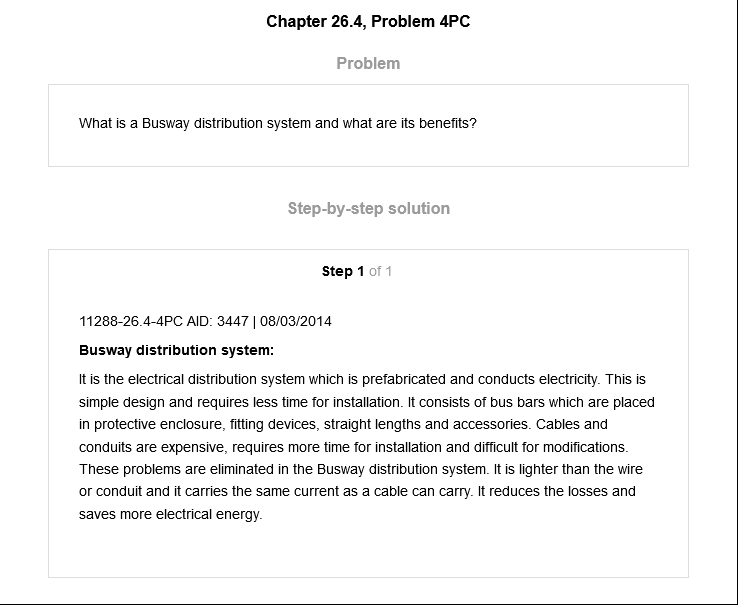 Chapter 26.4, Problem 4PC
Problem
What is a Busway distribution system and what are its benefits?
Step-by-step solution
Step 1 of 1
11288-26.4-4PC AID: 3447 | 08/03/2014
Busway distribution system:
It is the electrical distribution system which is prefabricated and conducts electricity. This is
simple design and requires less time for installation. It consists of bus bars which are placed
in protective enclosure, fitting devices, straight lengths and accessories. Cables and
conduits are expensive, requires more time for installation and difficult for modifications.
These problems are eliminated in the Busway distribution system. It is lighter than the wire
or conduit and it carries the same current as a cable can carry. It reduces the losses and
saves more electrical energy.